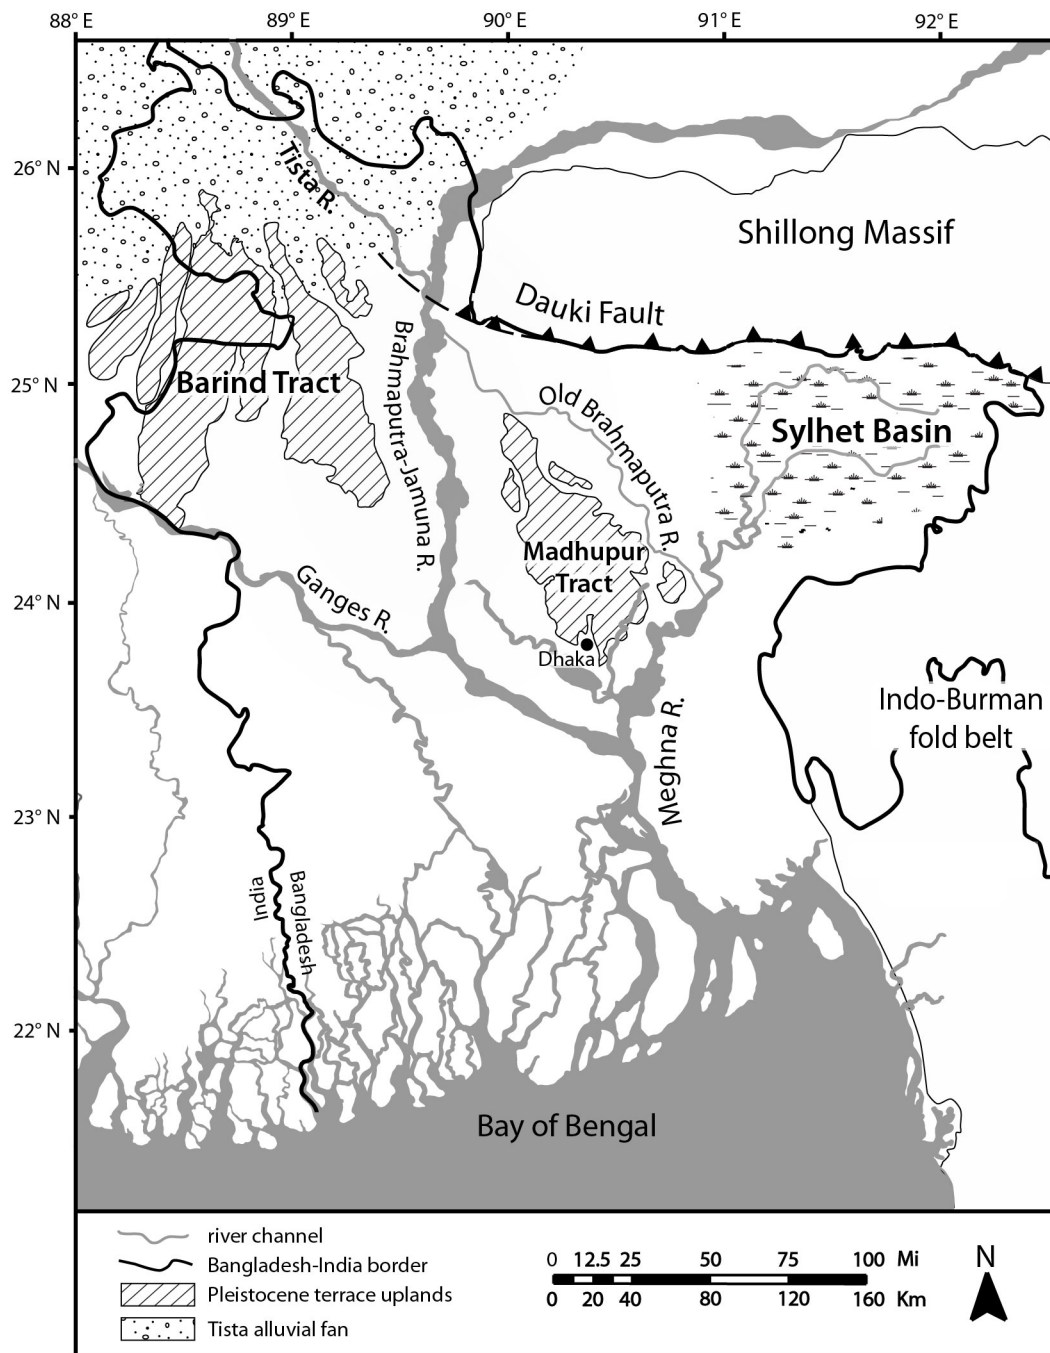 88° E
89° E
90° E
91° E
92° E
26° N
25° N
24° N
23° N
22° N
Tista R.
Shillong Massif
Dauki Fault
Brahmaputra-Jamuna R.
Barind Tract
Old Brahmaputra R.
Sylhet Basin
Madhupur
Tract
Ganges R.
Dhaka
Meghna R.
Indo-Burman
fold belt
India
Bangladesh
Bay of Bengal
river channel
Bangladesh-India border
Pleistocene terrace uplands
Tista alluvial fan
0 12.5 25 50 75 100 Mi
0 20 40 80 120 160 Km
N